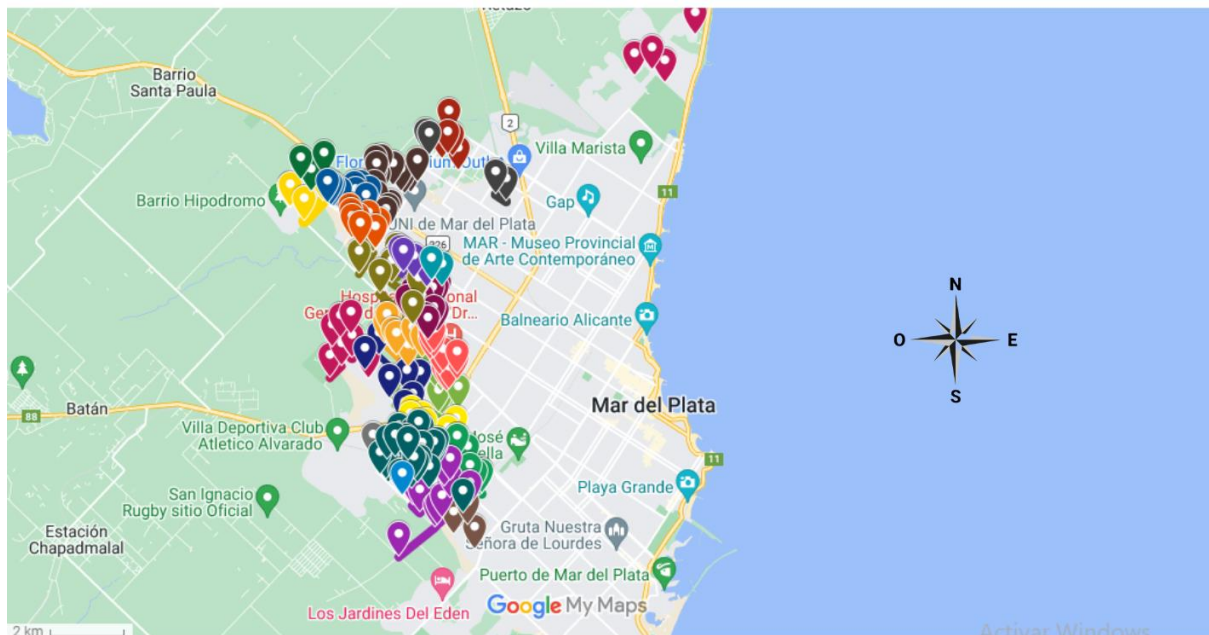 Barrio
Santa Paula
2
Villa Marista
11
Barrio Hipodromo
Gap
UNI de Mar del Plata
226
MAR - Museo Provincial
de Arte Contemporáneo
N
O
E
S
Balneario Alicante
Mar del Plata
Batán
88
Villa Deportiva Club
Atletico Alvarado
José
11
Playa Grande
San Ignacio
Rugby sitio Oficial
Gruta Nuestra
Señora de Lourdes
Estación
Chapadmalal
Puerto de Mar del Plata
Los Jardines Del Eden
Google My Maps
2 km
Activar Windows